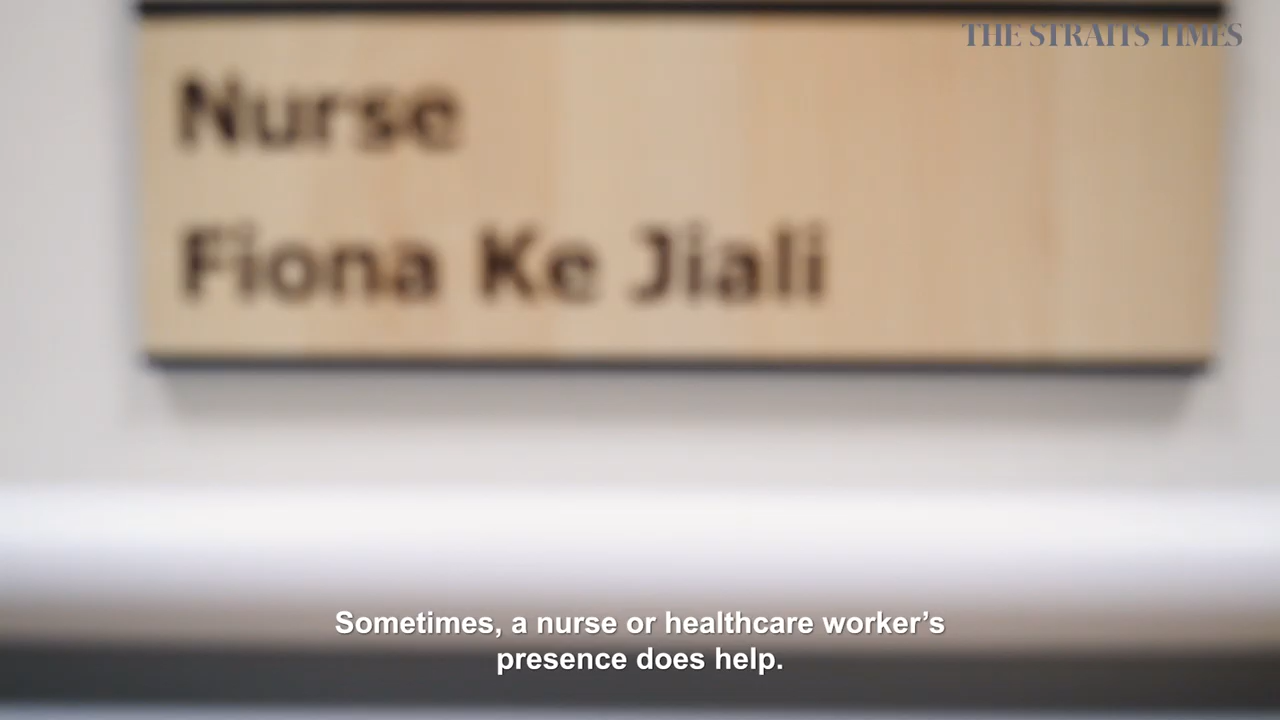 THE STRAITS TIMES
Nurse
Fiona Ke Jiali
Sometimes, a nurse or healthcare worker’s
presence does help.